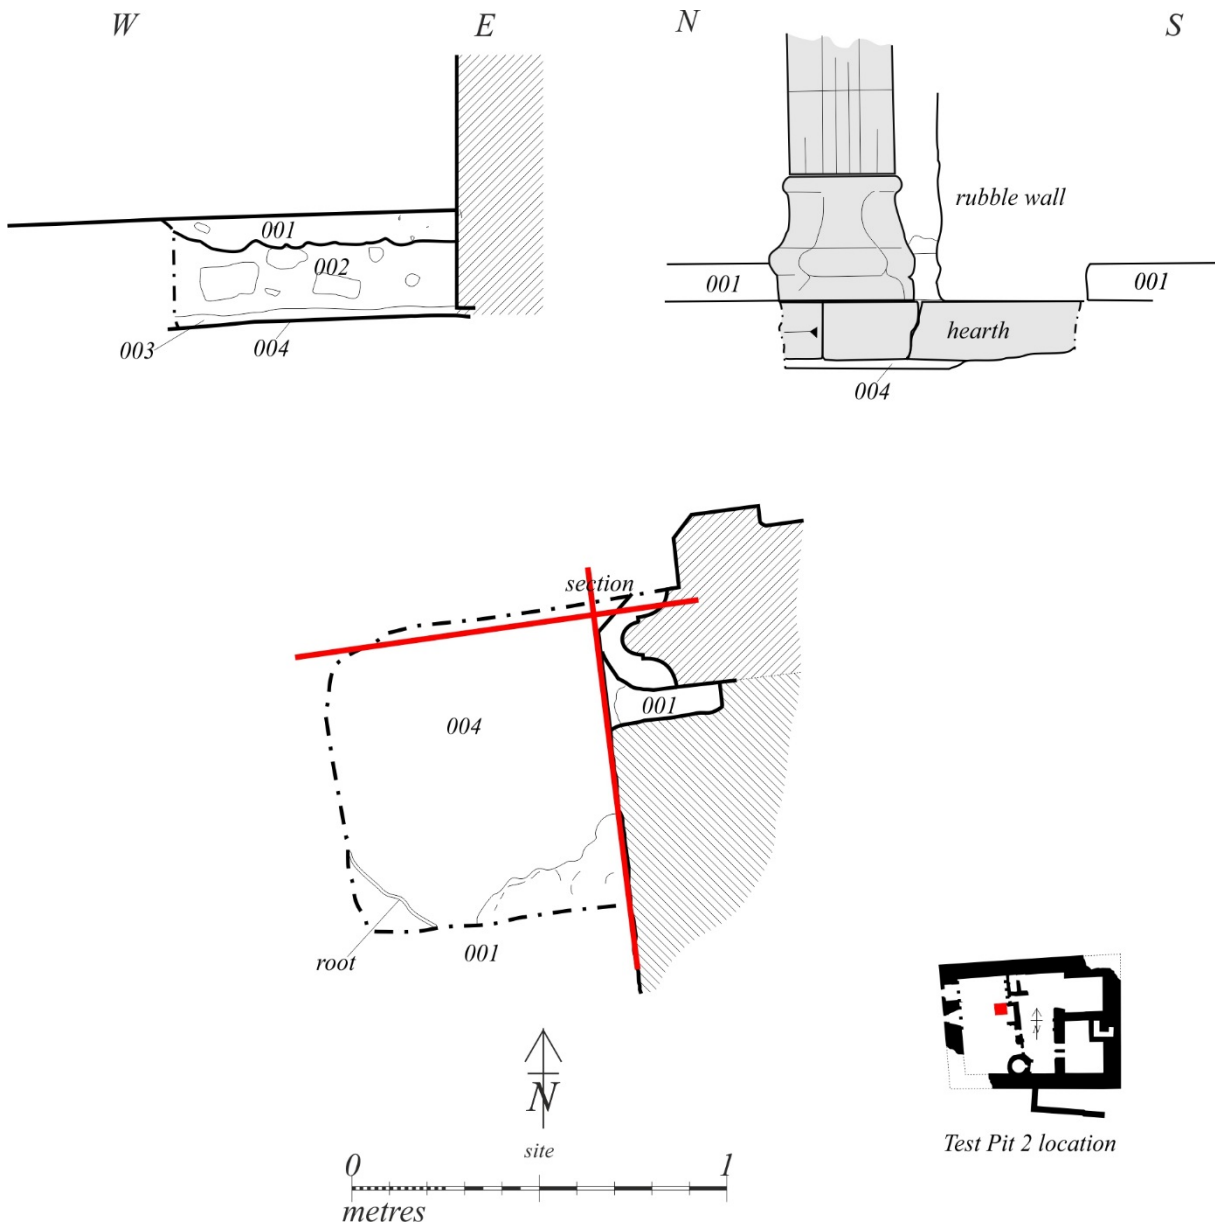 W E N S
001
002
003 004
rubble wall
001 001
hearth
004
section
001
004
root
001
N
site
0 1
metres
N
Test Pit 2 location